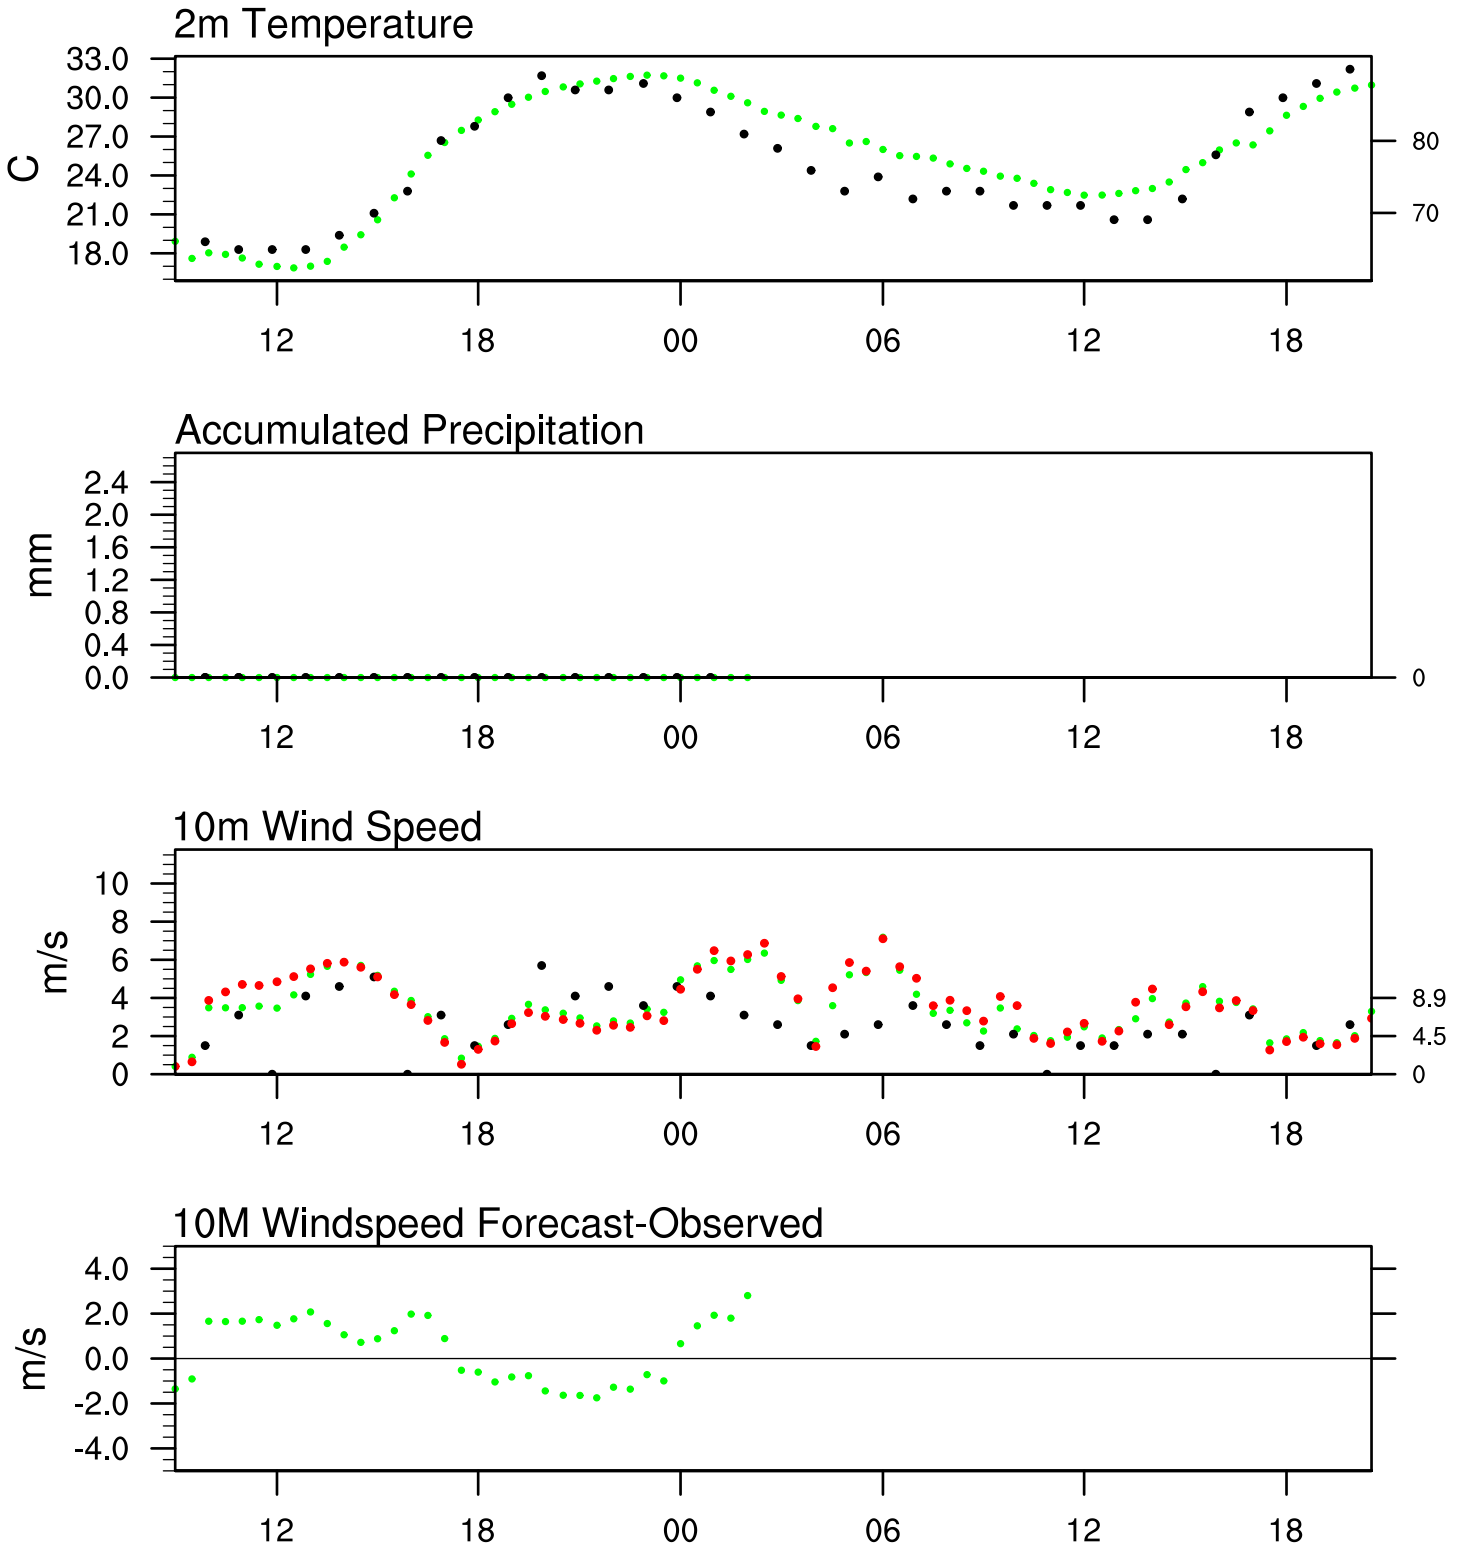 2m Temperature
33.0
30.0
27.0
24.0
21.0
18.0
C
80
70
12 18 00 06 12 18
Accumulated Precipitation
2.4
2.0
1.6
1.2
0.8
0.4
0.0
mm
0
12 18 00 06 12 18
10m Wind Speed
10
8
6
4
2
0
m/s
8.9
4.5
0
12 18 00 06 12 18
10M Windspeed Forecast-Observed
4.0
2.0
0.0
-2.0
-4.0
m/s
12 18 00 06 12 18